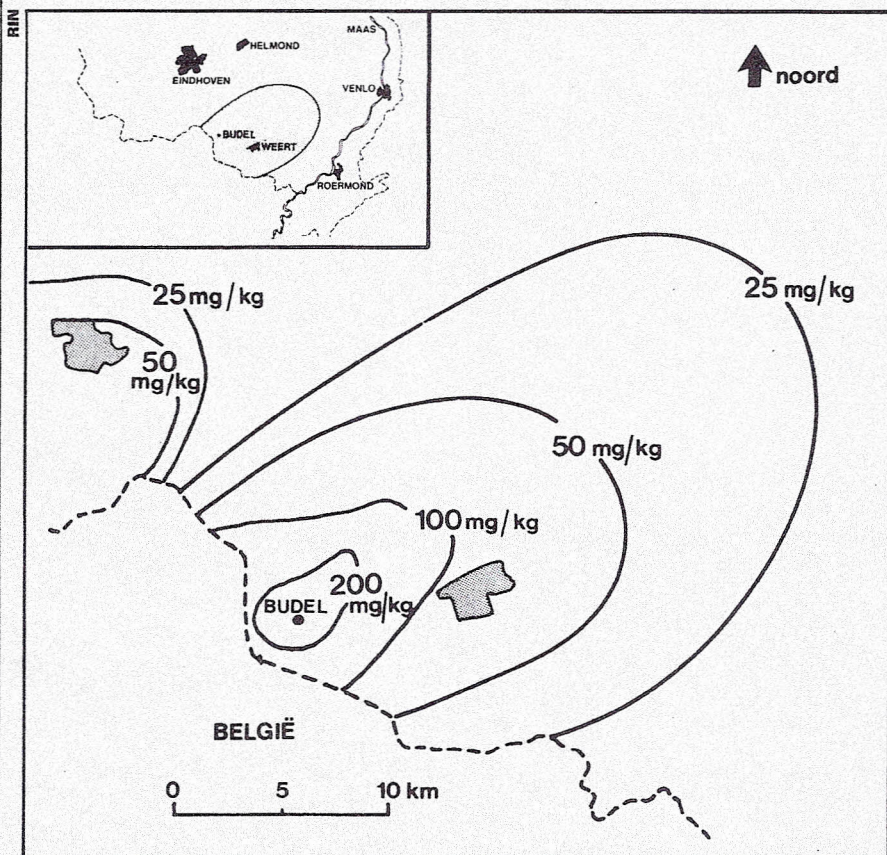 RIN
MAAS
HELMOND
EINDHOVEN
VENLO
BUDEL
WEERT
ROERMOND
noord
25 mg/kg
25 mg/kg
50
mg/kg
50 mg/kg
100 mg/kg
200
mg/kg
BUDEL
BELGIË
0 5 10 km